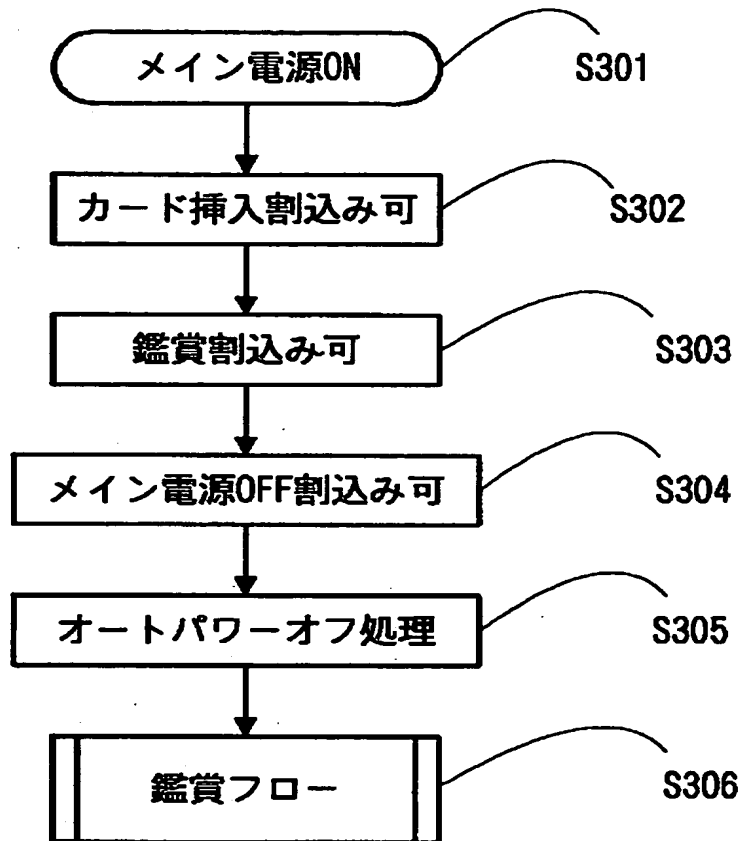 メイン電源ON
S301
カード挿入割込み可
S302
鑑賞割込み可
S303
メイン電源OFF割込み可
S304
オートパワーオフ処理
S305
鑑賞フロー
S306